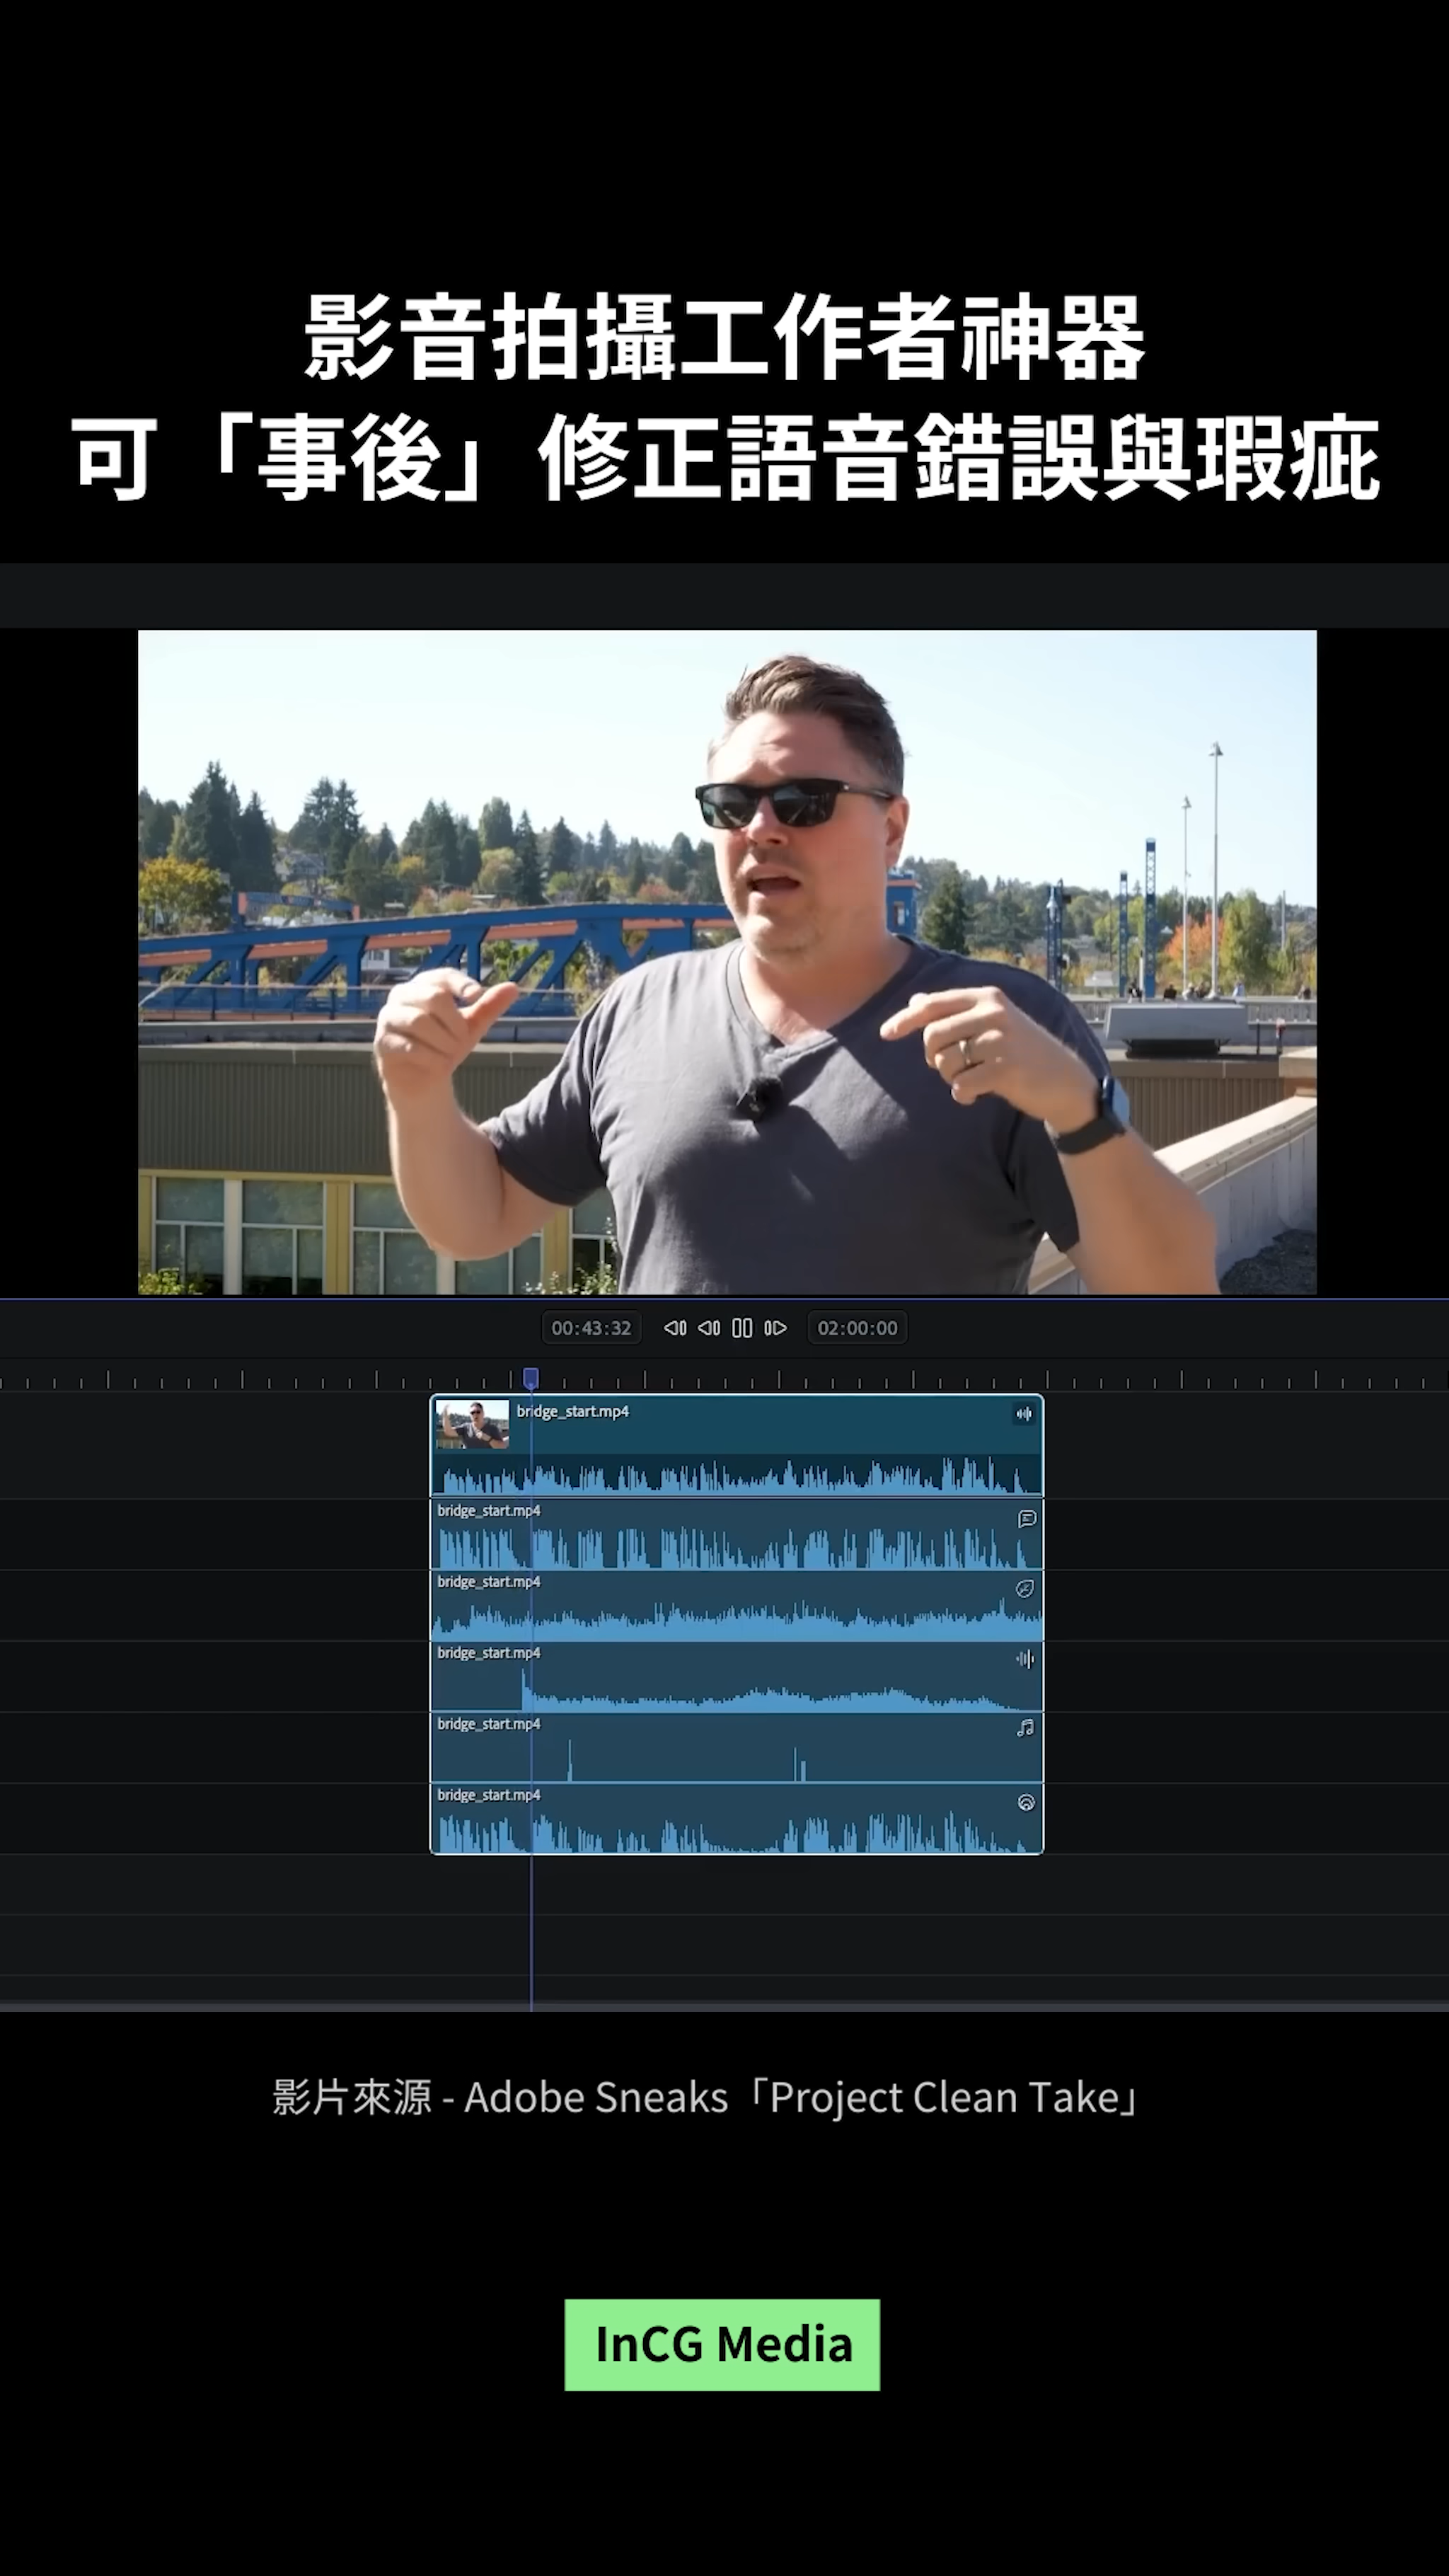 影音拍攝工作者神器
可「事後」修正語音錯誤與瑕疵
00:43:32
02:00:00
bridge_start.mp4
bridge_start.mp4
bridge_start.mp4
bridge_start.mp4
bridge_start.mp4
bridge_start.mp4
影片來源 - Adobe Sneaks「Project Clean Take」
InCG Media